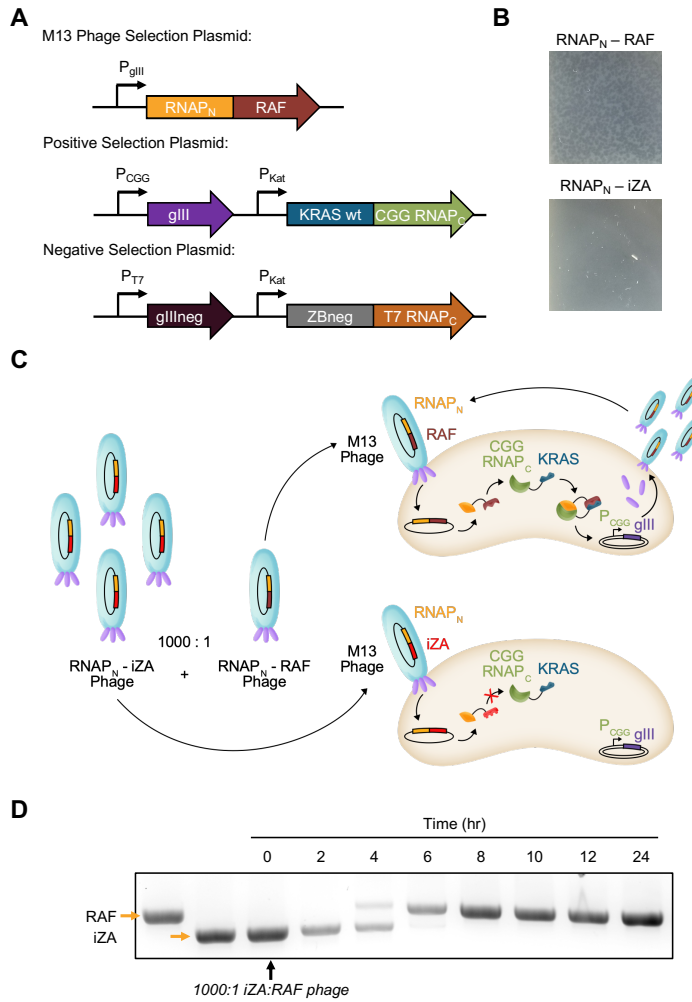 A
M13 Phage Selection Plasmid:
PgIII
RNAPN RAF
Positive Selection Plasmid:
PCGG PKat
gIII KRAS wt CGG RNAPC
Negative Selection Plasmid:
PT7 PKat
gIIIneg ZBneg T7 RNAPC
B
RNAPN – RAF
RNAPN – iZA
C
RNAPN
RAF
M13
Phage
CGG
RNAPC
KRAS
PCGG gIII
1000 : 1
RNAPN - iZA
Phage
+
RNAPN - RAF
Phage
RNAPN
iZA
M13
Phage
CGG
RNAPC
KRAS
PCGG gIII
D
Time (hr)
0 2 4 6 8 10 12 24
RAF
iZA
1000:1 iZA:RAF phage